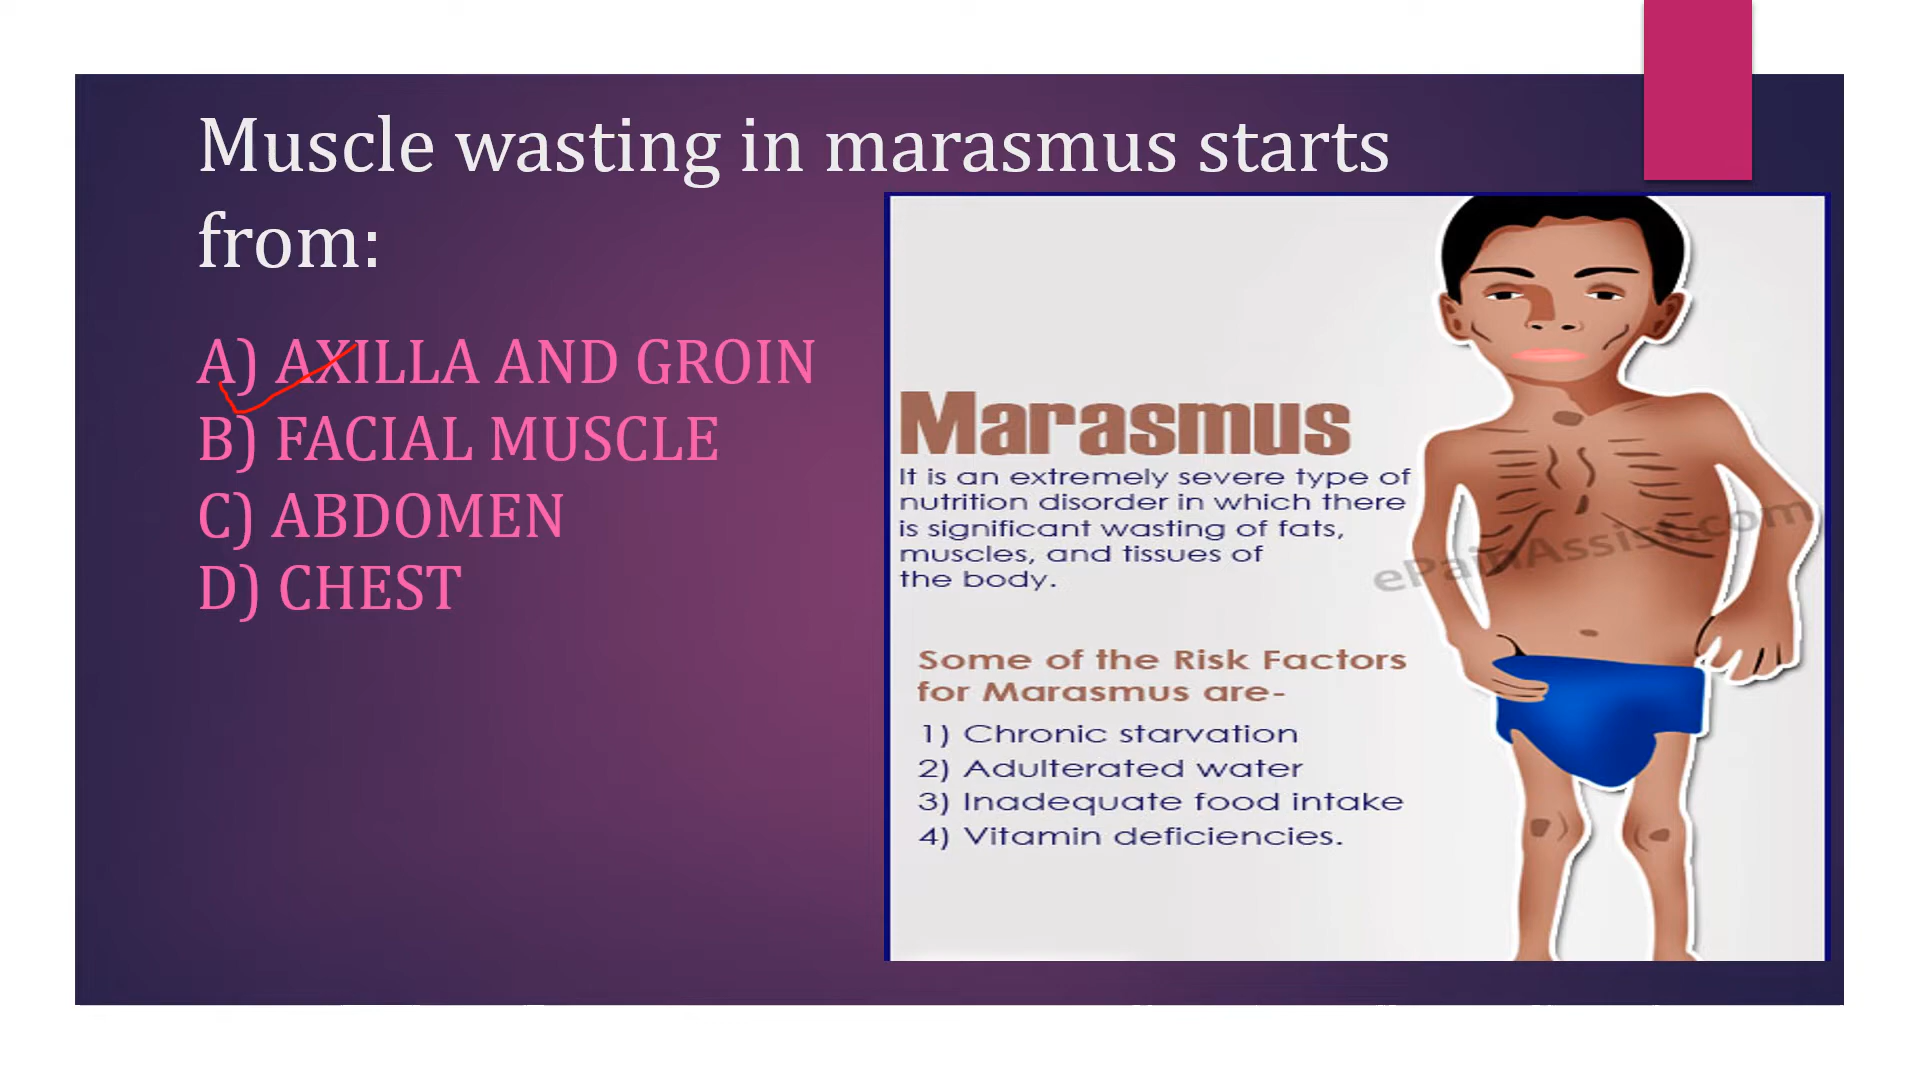 Muscle wasting in marasmus starts
from:
A) AXILLA AND GROIN
B) FACIAL MUSCLE
C) ABDOMEN
D) CHEST
Marasmus
It is an extremely severe type of
nutrition disorder in which there
is significant wasting of fats,
muscles, and tissues of
the body.
Some of the Risk Factors
for Marasmus are-
1) Chronic starvation
2) Adulterated water
3) Inadequate food intake
4) Vitamin deficiencies.
ePainAssist.com